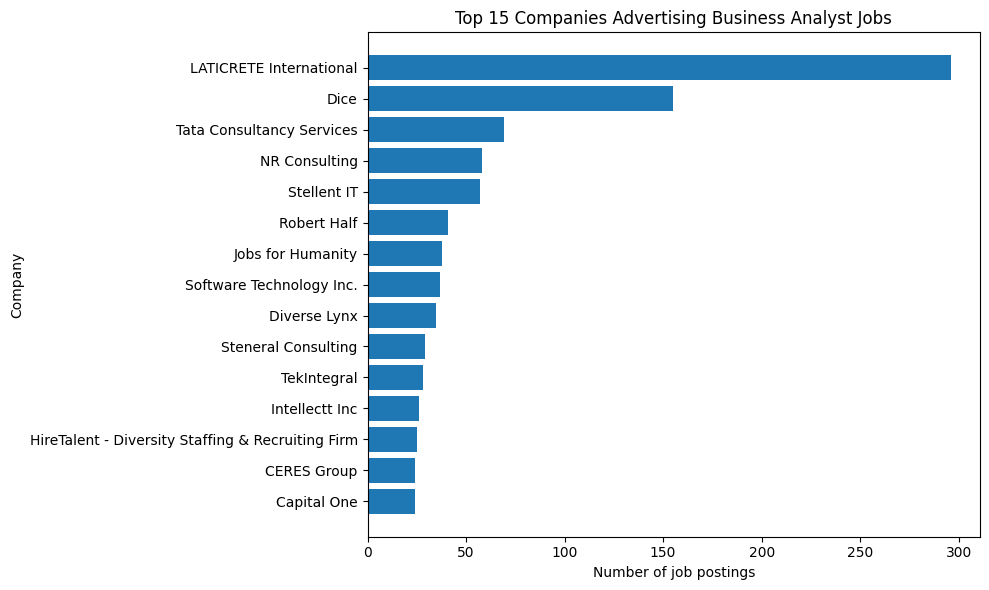 Top 15 Companies Advertising Business Analyst Jobs
Company
LATICRETE International
Dice
Tata Consultancy Services
NR Consulting
Stellent IT
Robert Half
Jobs for Humanity
Software Technology Inc.
Diverse Lynx
Steneral Consulting
TekIntegral
Intellectt Inc
HireTalent - Diversity Staffing & Recruiting Firm
CERES Group
Capital One
0 50 100 150 200 250 300
Number of job postings